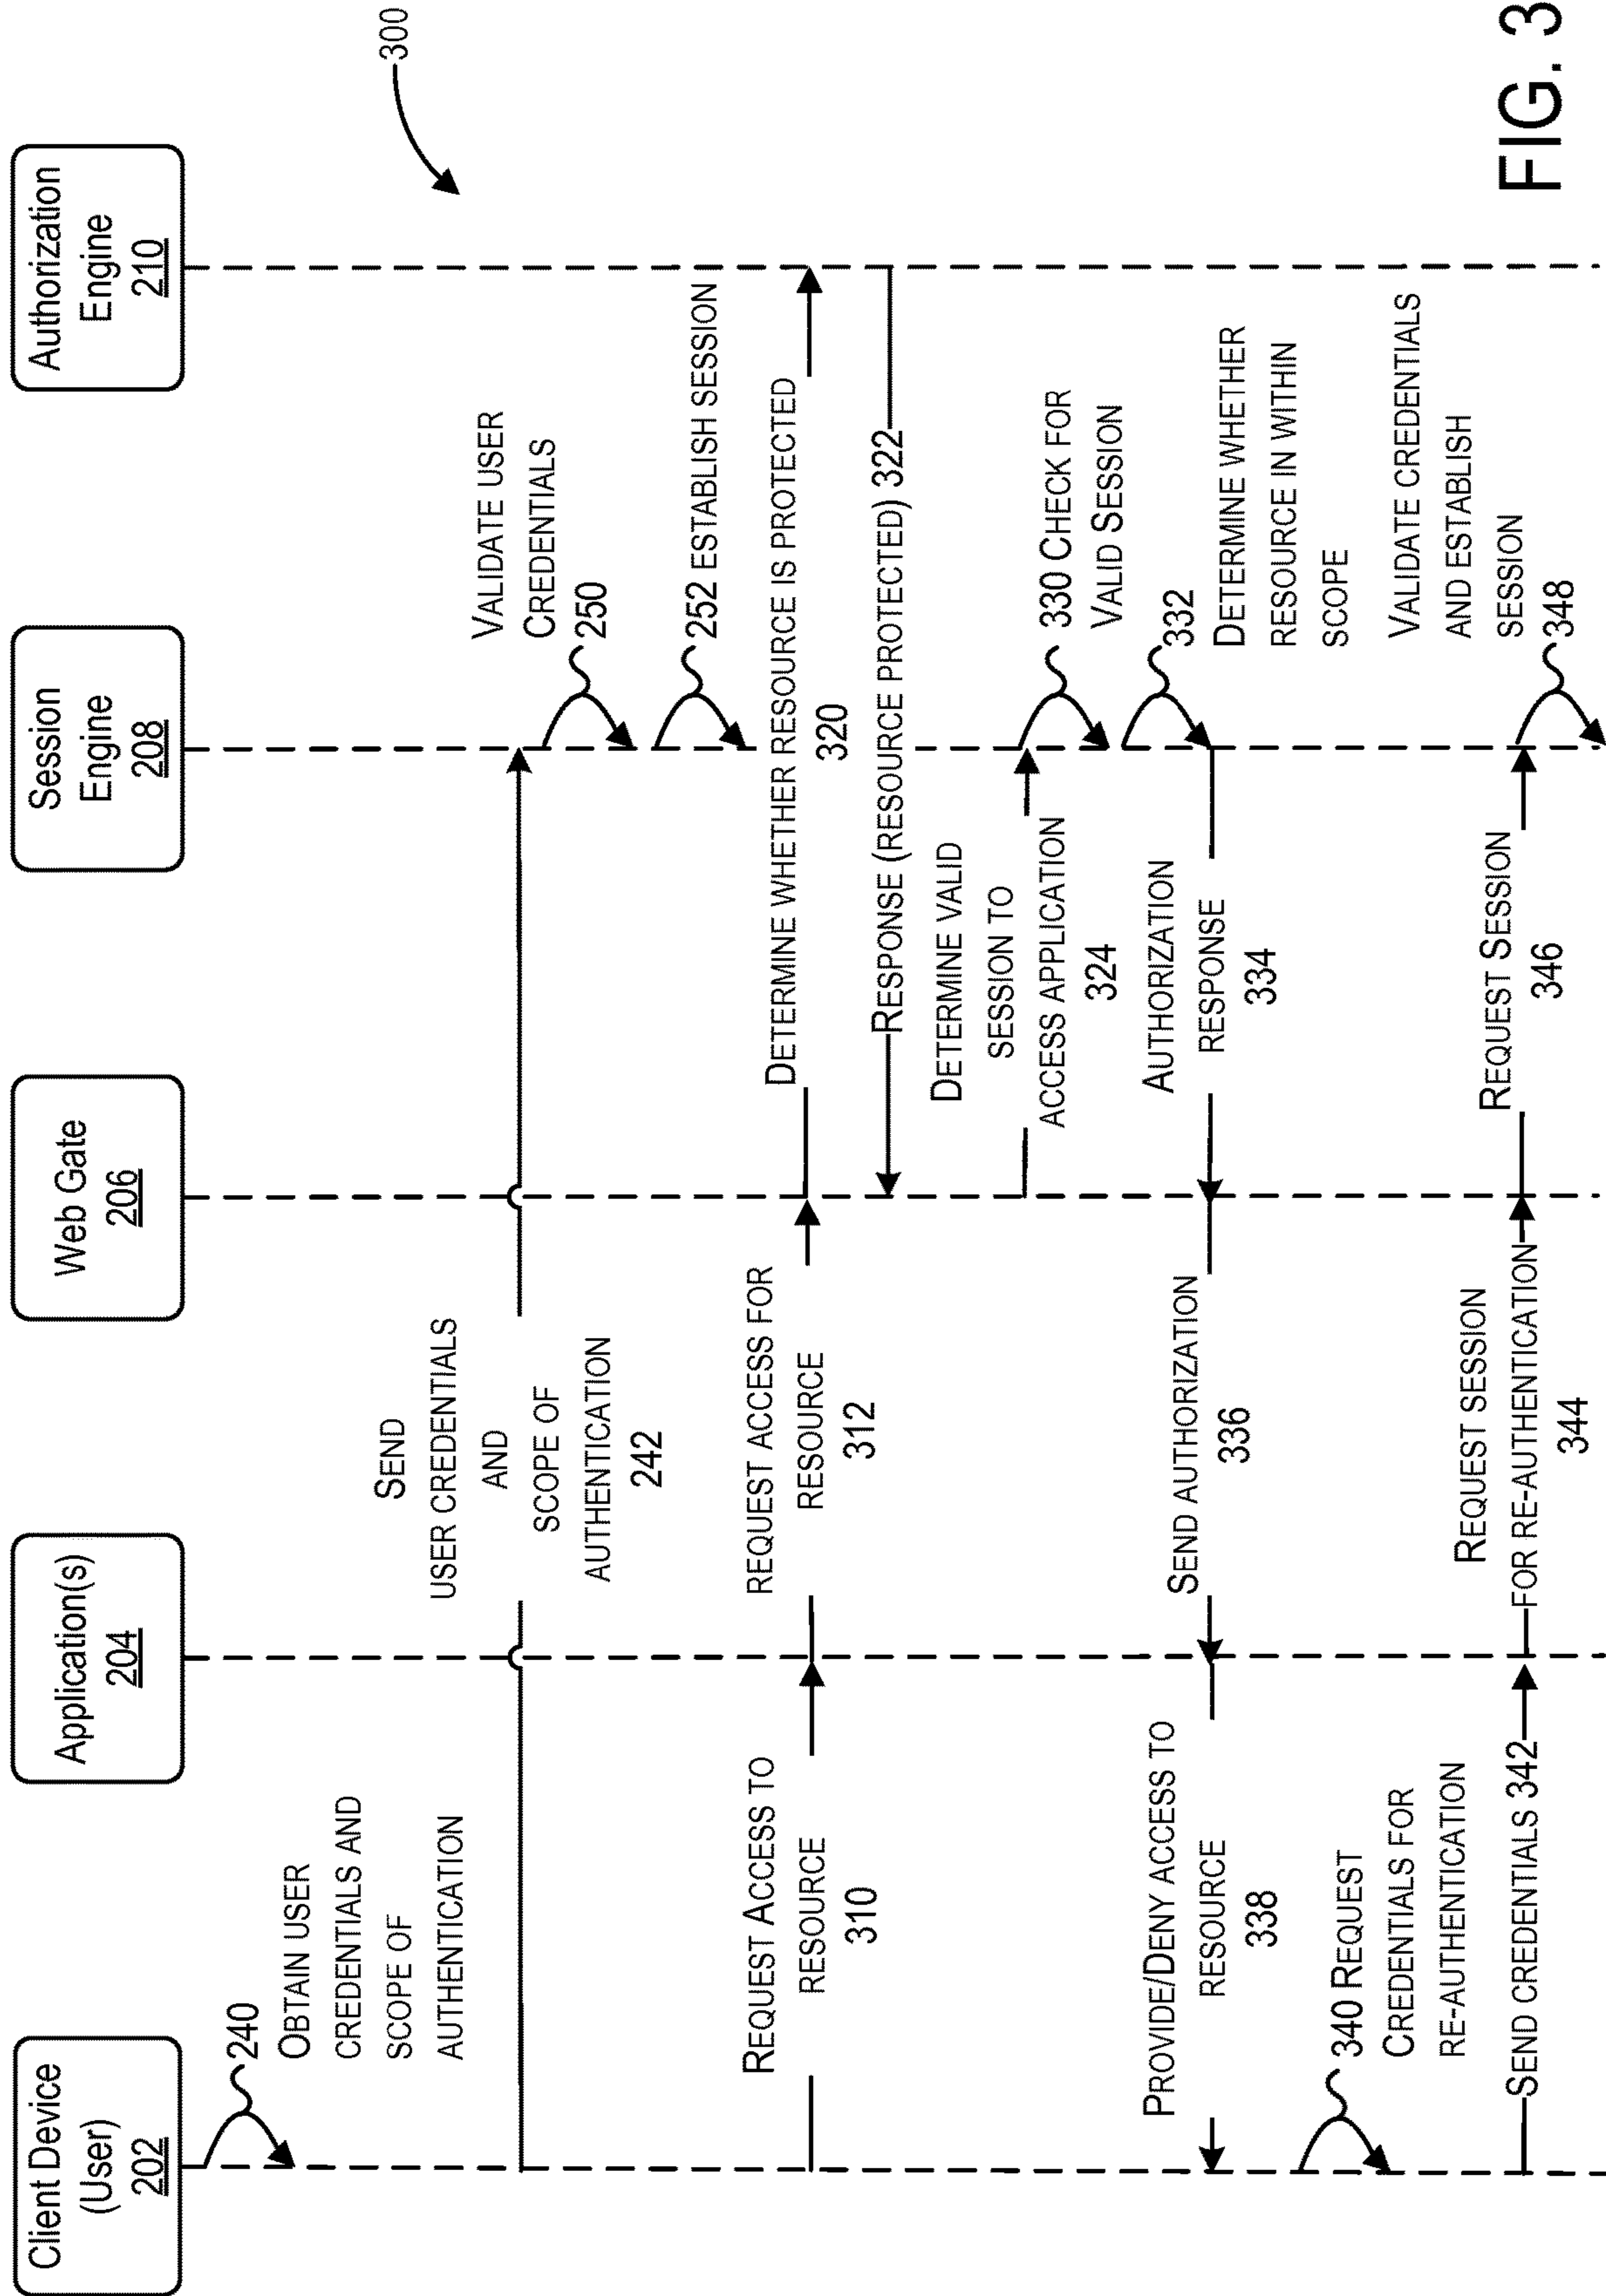 Client Device
(User)
202
Application(s)
204
Web Gate
206
Session
Engine
208
Authorization
Engine
210
300
240
OBTAIN USER
CREDENTIALS AND
SCOPE OF
AUTHENTICATION
SEND
USER CREDENTIALS
AND
SCOPE OF
AUTHENTICATION
242
VALIDATE USER
CREDENTIALS
250
252 ESTABLISH SESSION
REQUEST ACCESS TO
RESOURCE
310
REQUEST ACCESS FOR
RESOURCE
312
DETERMINE WHETHER RESOURCE IS PROTECTED
320
RESPONSE (RESOURCE PROTECTED) 322
DETERMINE VALID
SESSION TO
ACCESS APPLICATION
324
330 CHECK FOR
VALID SESSION
332
DETERMINE WHETHER
RESOURCE IN WITHIN
SCOPE
AUTHORIZATION
RESPONSE
334
SEND AUTHORIZATION
336
PROVIDE/DENY ACCESS TO
RESOURCE
338
340 REQUEST
CREDENTIALS FOR
RE-AUTHENTICATION
SEND CREDENTIALS 342
REQUEST SESSION
FOR RE-AUTHENTICATION
344
REQUEST SESSION
346
VALIDATE CREDENTIALS
AND ESTABLISH
SESSION
348
FIG. 3